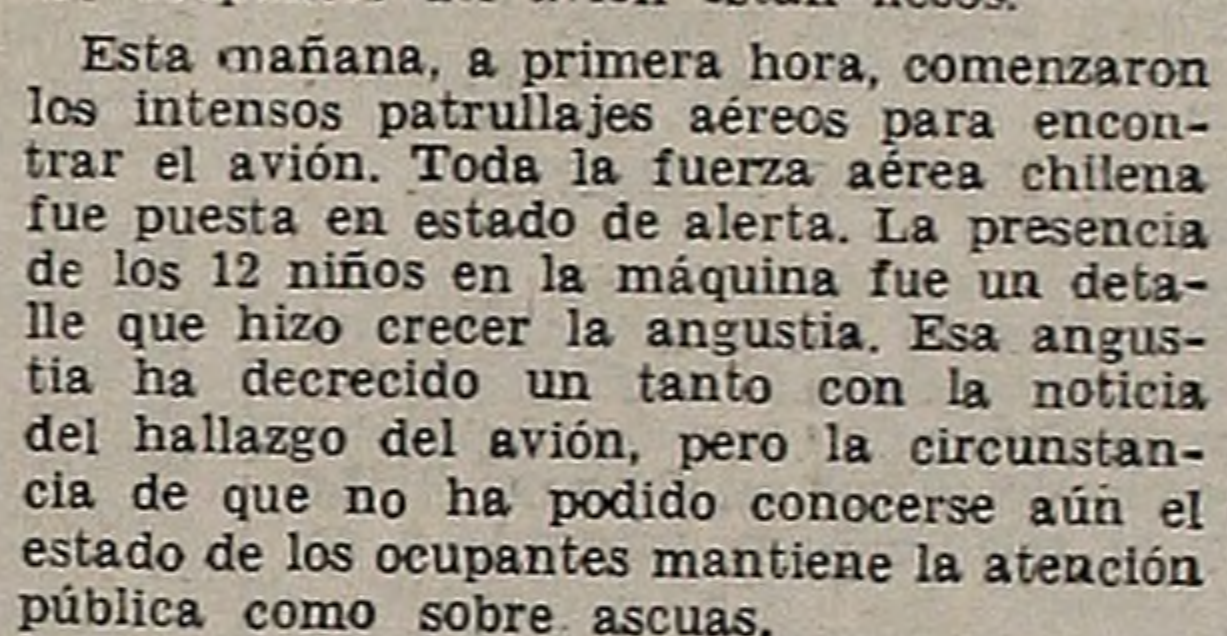 avión están ilesos.
Esta mañana, a primera hora, comenzaron
los intensos patrullajes aéreos para encon-
trar el avión. Toda la fuerza aérea chilena
fue puesta en estado de alerta. La presencia
de los 12 niños en la máquina fue un deta-
lle que hizo crecer la angustia. Esa angus-
tia ha decrecido un tanto con la noticia
del hallazgo del avión, pero la circunstan-
cia de que no ha podido conocerse aún el
estado de los ocupantes mantiene la atención
pública como sobre ascuas.